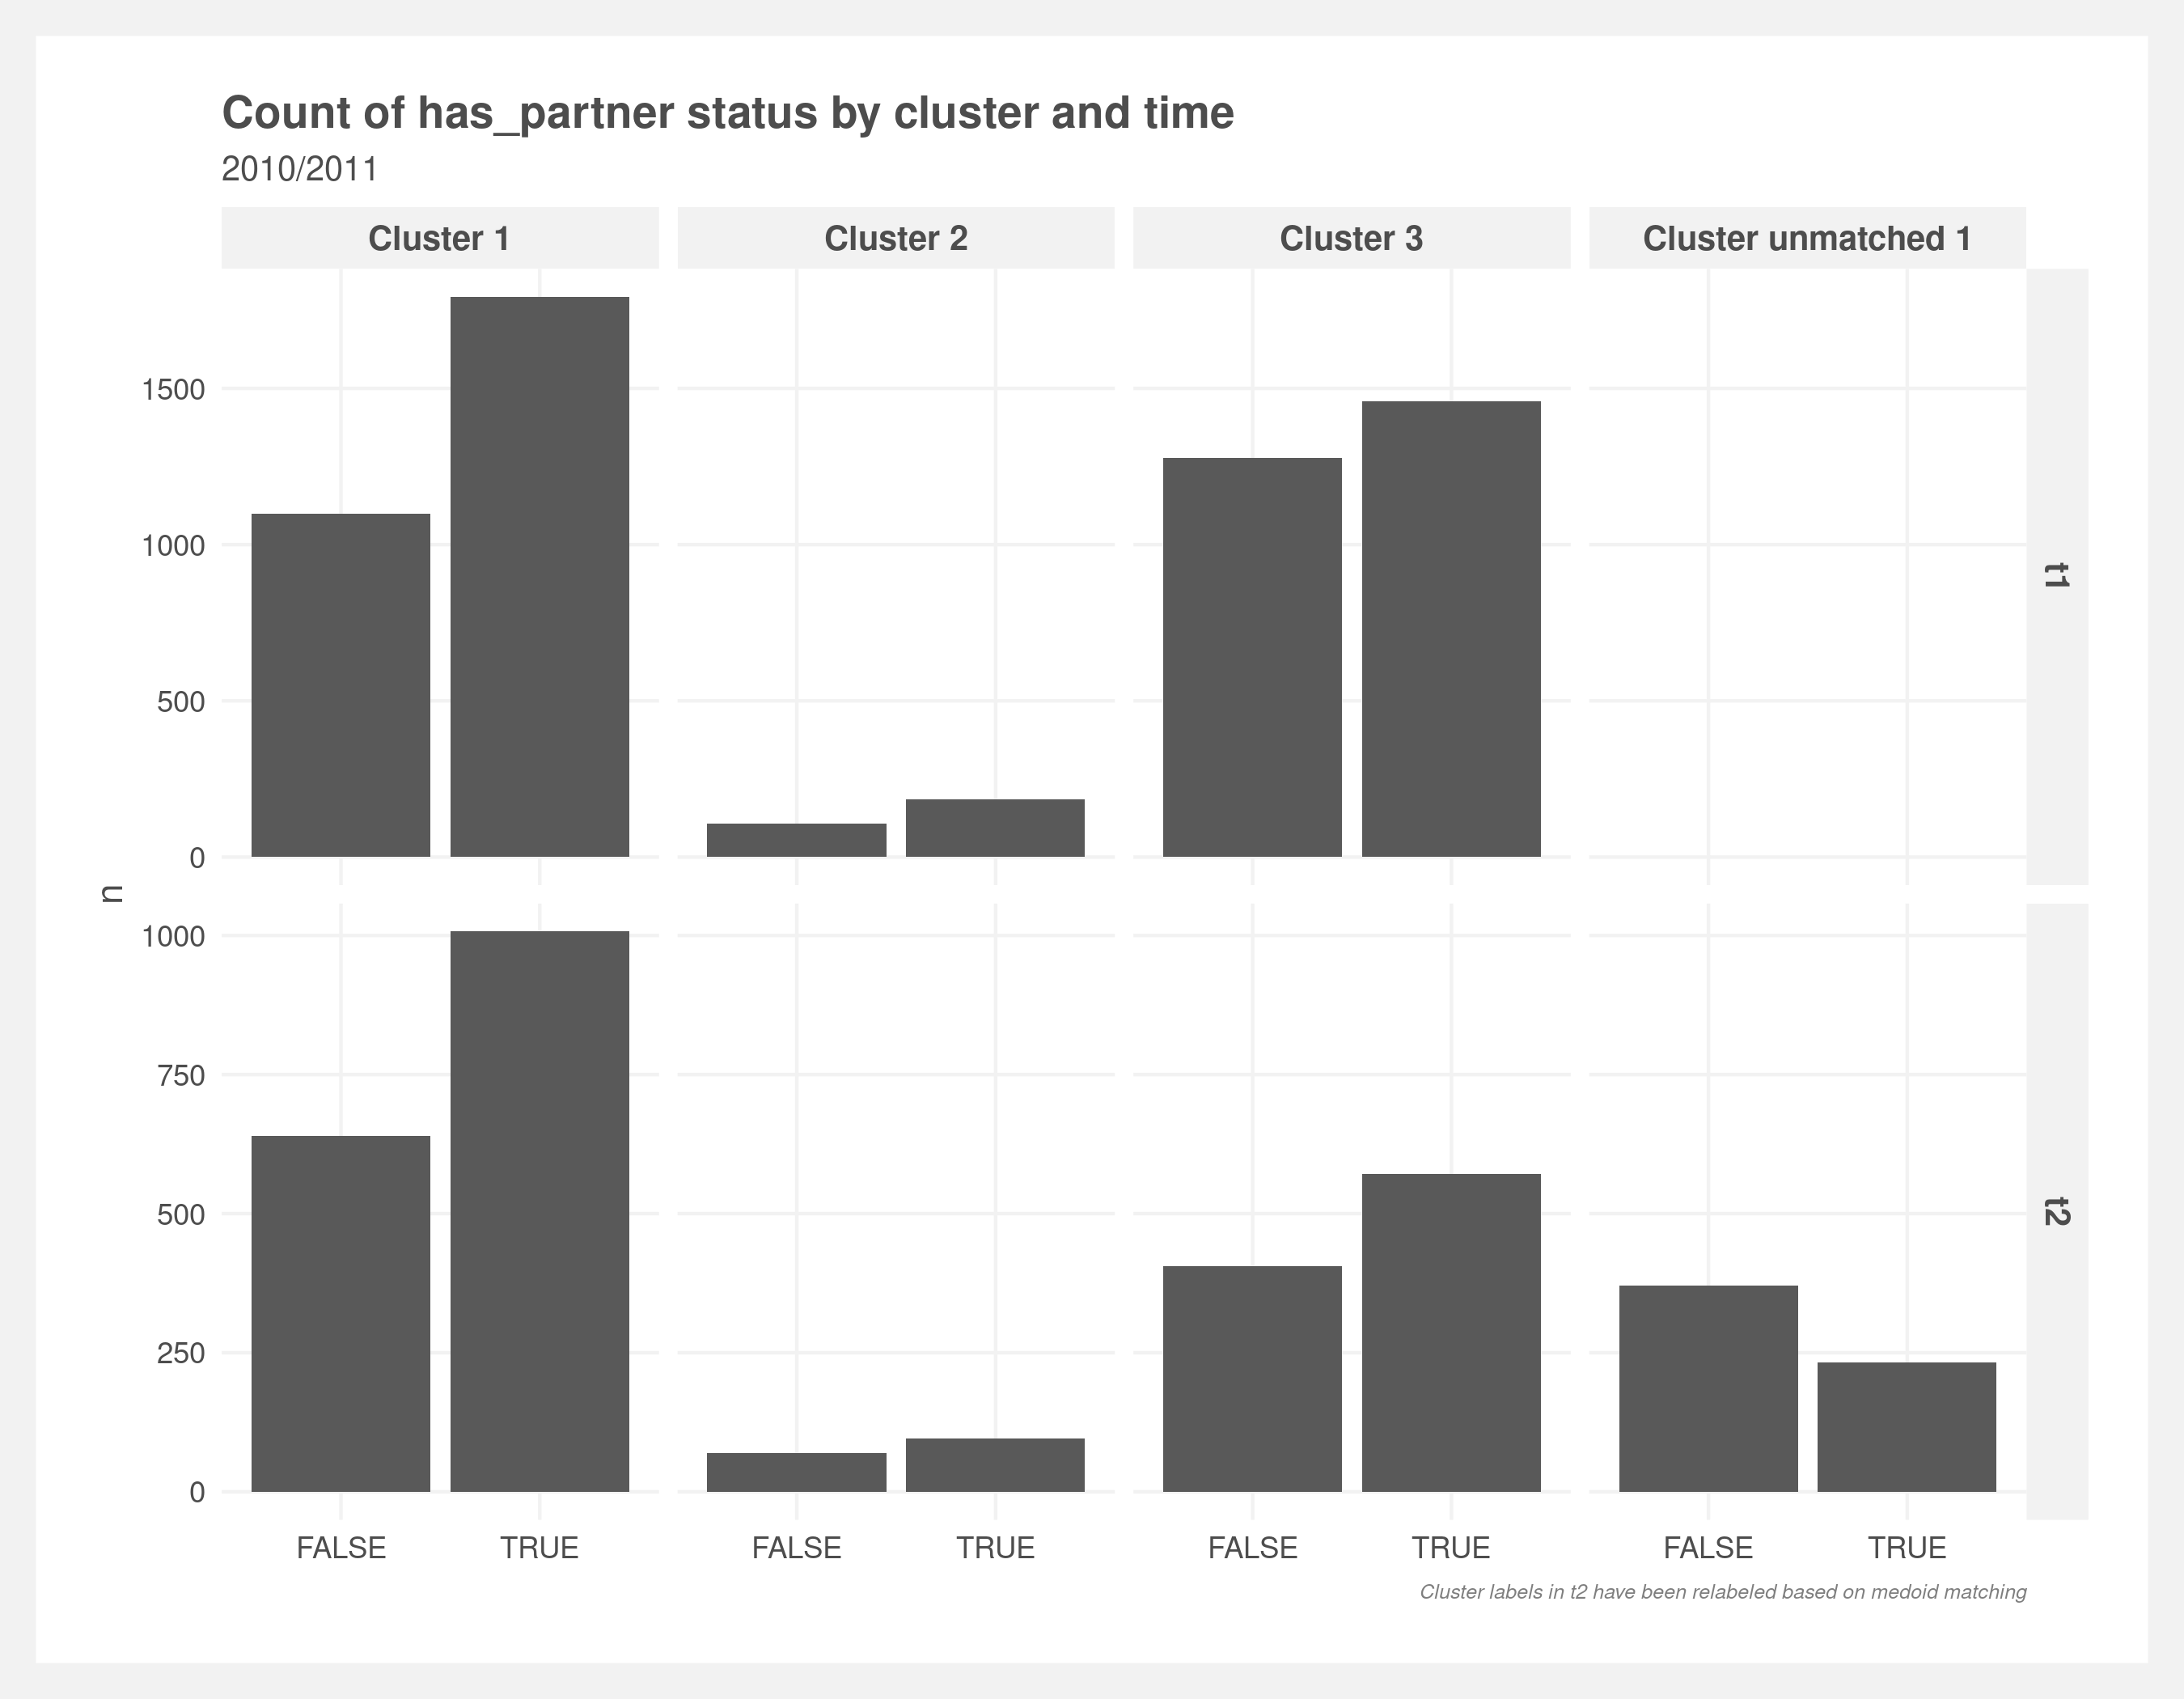 Count of has_partner status by cluster and time
2010/2011
Cluster 1
Cluster 2
Cluster 3
Cluster unmatched 1
1500
1000
500
0
t1
n
1000
750
500
250
0
t2
FALSE
TRUE
FALSE
TRUE
FALSE
TRUE
FALSE
TRUE
Cluster labels in t2 have been relabeled based on medoid matching